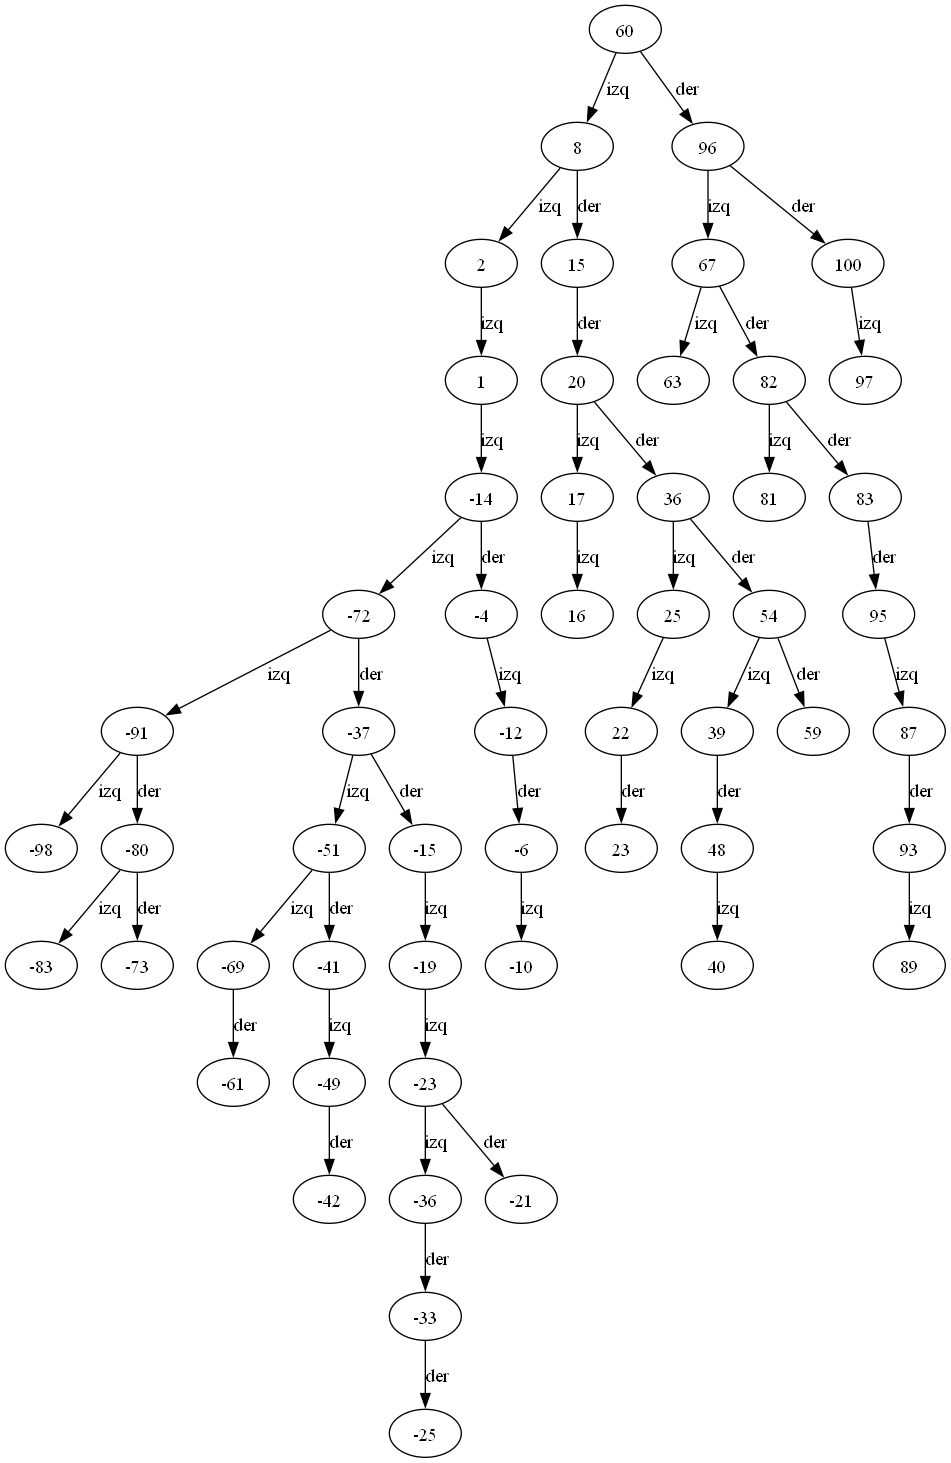 60
izq der
8 96
izq der izq der
2 15 67 100
izq der izq der izq
1 20 63 82 97
izq izq der izq der
-14 17 36 81 83
izq der izq izq der der
-72 -4 16 25 54 95
izq der izq izq izq der izq
-91 -37 -12 22 39 59 87
izq der izq der der der der der
-98 -80 -51 -15 -6 23 48 93
izq der izq der izq izq izq izq
-83 -73 -69 -41 -19 -10 40 89
der izq izq
-61 -49 -23
der izq der
-42 -36 -21
der
-33
der
-25